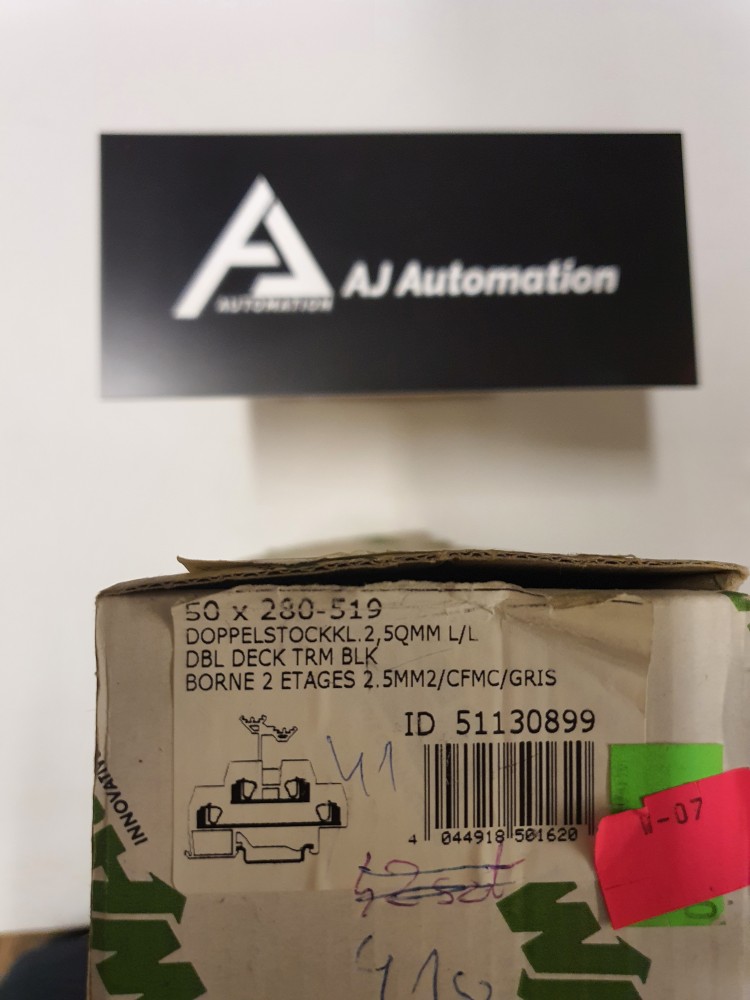 AUTOMATION
AJ Automation
50 x 280-519
DOPPELSTOCKKL.2,5QMM L/L
DBL DECK TRM BLK
BORNE 2 ETAGES 2.5MM2/CFMC/GRIS
ID 51130899
41
4 044918 501620
W-07
INNOVATIV